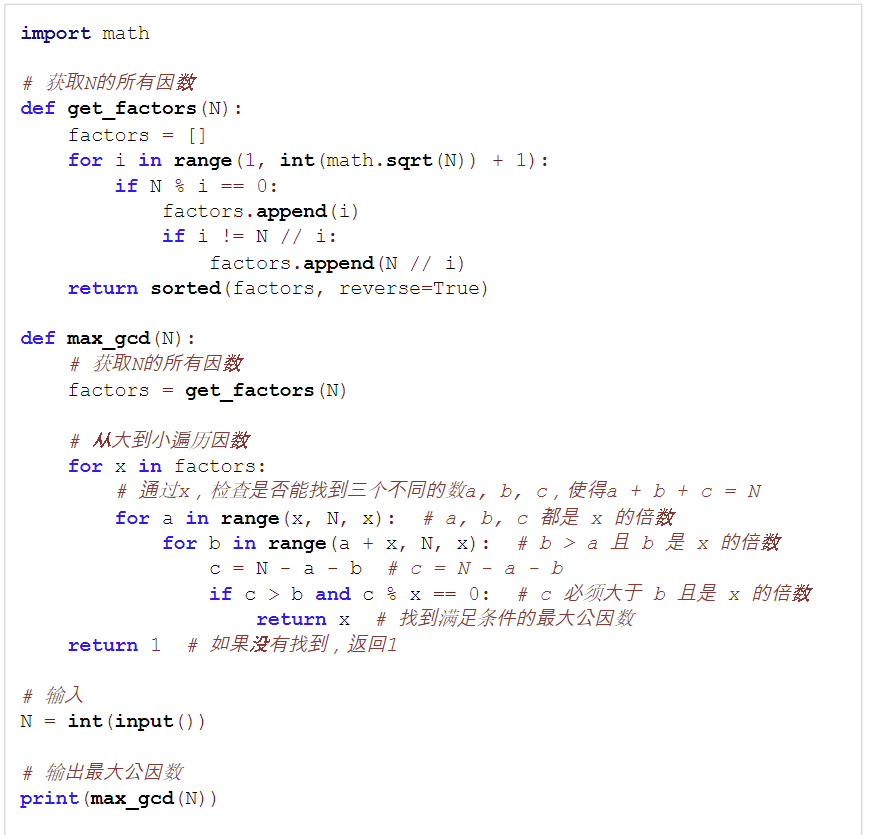 import math
# 获取N的所有因数
def get_factors(N):
    factors = []
    for i in range(1, int(math.sqrt(N)) + 1):
        if N % i == 0:
            factors.append(i)
            if i != N // i:
                factors.append(N // i)
    return sorted(factors, reverse=True)
def max_gcd(N):
    # 获取N的所有因数
    factors = get_factors(N)
    # 从大到小遍历因数
    for x in factors:
        # 通过x，检查是否能找到三个不同的数a, b, c，使得a + b + c = N
        for a in range(x, N, x):  # a, b, c 都是 x 的倍数
            for b in range(a + x, N, x):  # b > a 且 b 是 x 的倍数
                c = N - a - b  # c = N - a - b
                if c > b and c % x == 0:  # c 必须大于 b 且是 x 的倍数
                    return x  # 找到满足条件的最大公因数
    return 1  # 如果没有找到，返回1
# 输入
N = int(input())
# 输出最大公因数
print(max_gcd(N))